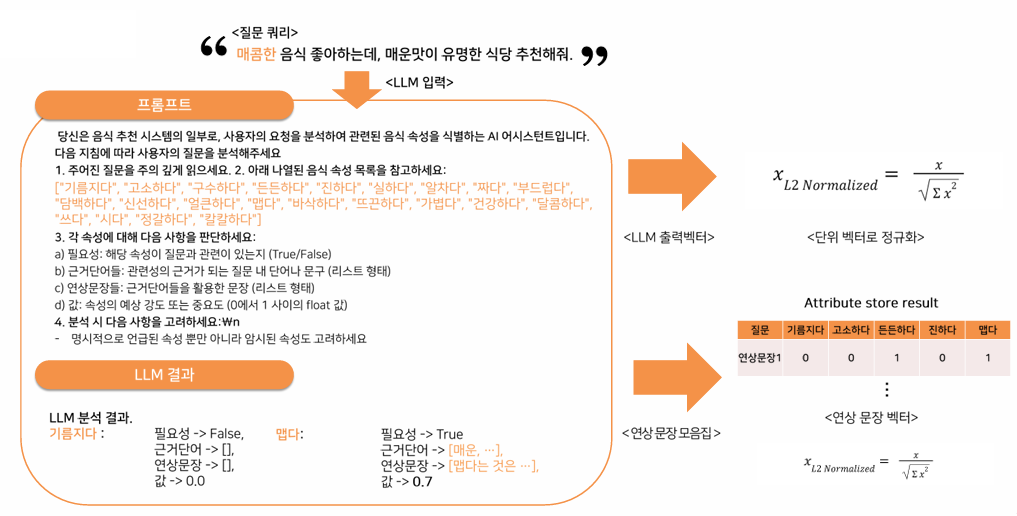 <질문 쿼리>
“ 매콤한 음식 좋아하는데, 매운맛이 유명한 식당 추천해줘. ”
<LLM 입력>
프롬프트
당신은 음식 추천 시스템의 일부로, 사용자의 요청을 분석하여 관련된 음식 속성을 식별하는 AI 어시스턴트입니다.
다음 지침에 따라 사용자의 질문을 분석해주세요
1. 주어진 질문을 주의 깊게 읽으세요. 2. 아래 나열된 음식 속성 목록을 참고하세요:
["기름지다", "고소하다", "구수하다", "든든하다", "진하다", "실하다", "알차다", "짜다", "부드럽다",
"담백하다", "신선하다", "얼큰하다", "맵다", "바삭하다", "뜨끈하다", "가볍다", "건강하다", "달콤하다",
"쓰다", "시다", "정갈하다", "칼칼하다"]
3. 각 속성에 대해 다음 사항을 판단하세요:
a) 필요성: 해당 속성이 질문과 관련이 있는지 (True/False)
b) 근거단어들: 관련성의 근거가 되는 질문 내 단어나 문구 (리스트 형태)
c) 연상문장들: 근거단어들을 활용한 문장 (리스트 형태)
d) 값: 속성의 예상 강도 또는 중요도 (0에서 1 사이의 float 값)
4. 분석 시 다음 사항을 고려하세요:₩n
- 명시적으로 언급된 속성 뿐만 아니라 암시된 속성도 고려하세요
LLM 결과
LLM 분석 결과.
기름지다 : 필요성 -> False,
근거단어 -> [],
연상문장 -> [],
값 -> 0.0
맵다: 필요성 -> True
근거단어 -> [매운, …],
연상문장 -> [맵다는 것은 …],
값 -> 0.7
<LLM 출력벡터>
x L2 Normalized = x / √Σ x²
<단위 벡터로 정규화>
<연상 문장 모음집>
Attribute store result
질문 기름지다 고소하다 든든하다 진하다 맵다
연상문장1 0 0 1 0 1
⋮
<연상 문장 벡터>
x L2 Normalized = x / √Σ x²